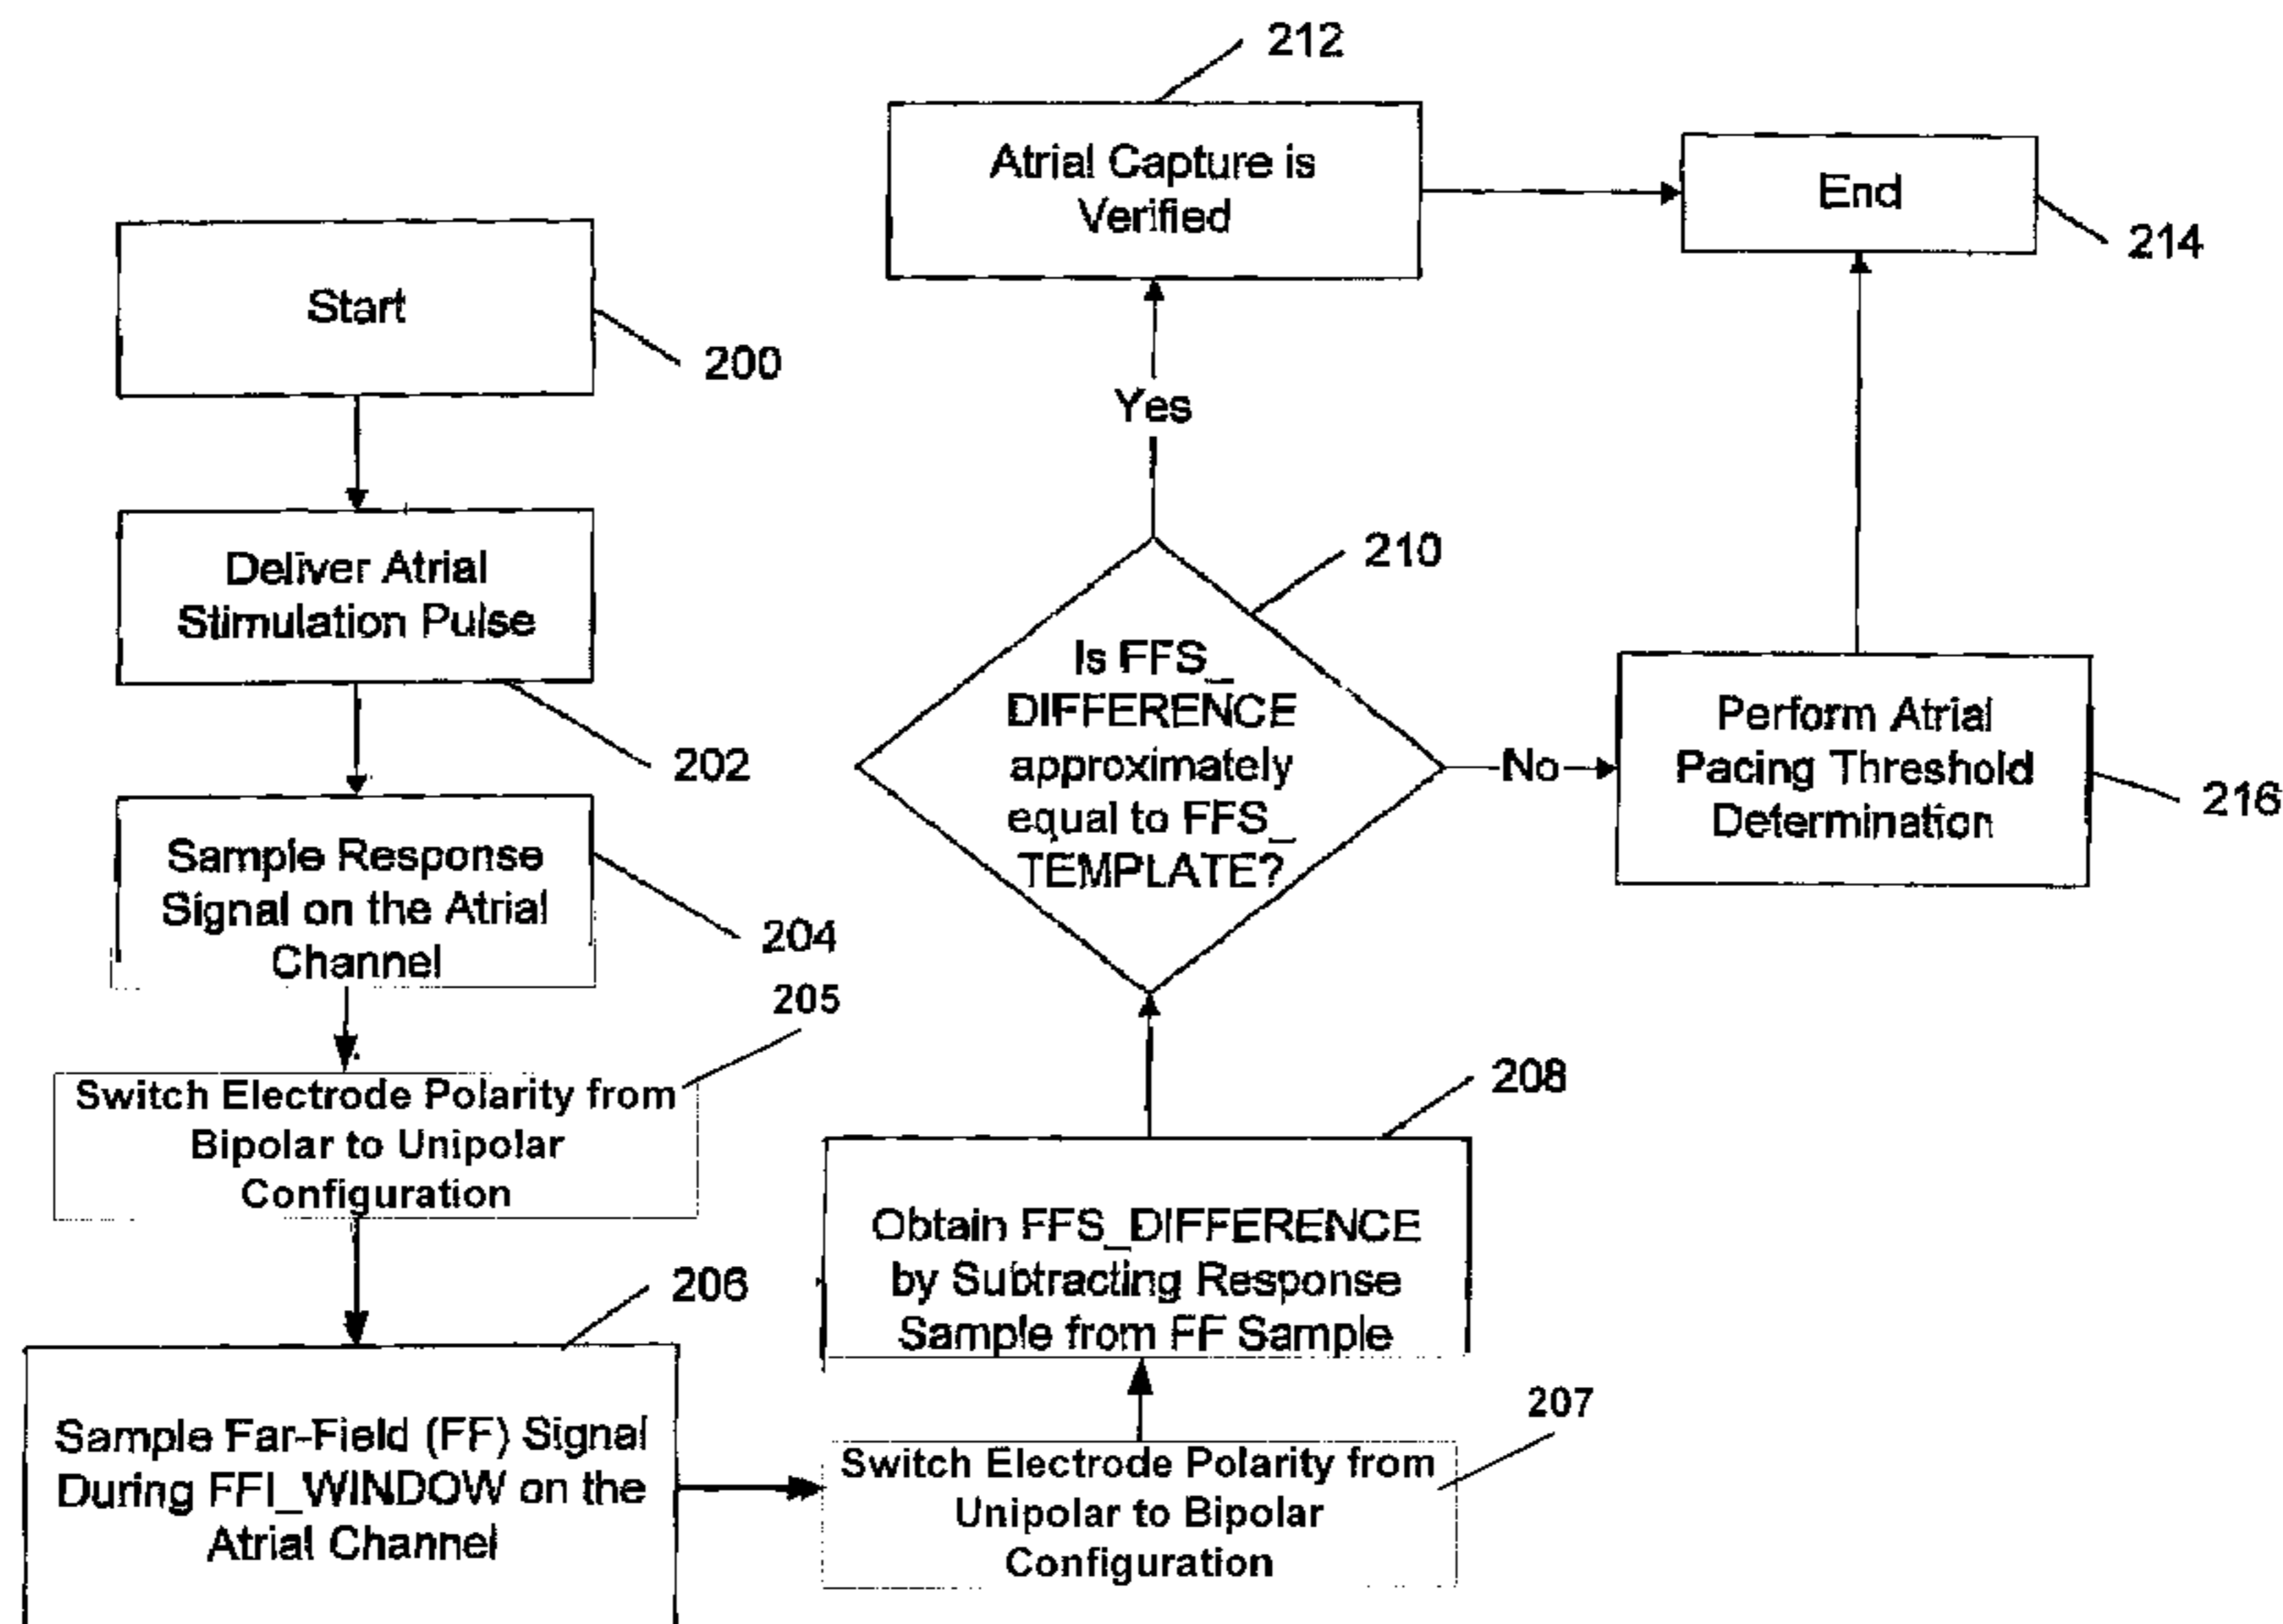 Start
200
Deliver Atrial
Stimulation Pulse
202
Sample Response
Signal on the Atrial
Channel
204
205
Switch Electrode Polarity from
Bipolar to Unipolar
Configuration
206
Sample Far-Field (FF) Signal
During FFI_WINDOW on the
Atrial Channel
207
Switch Electrode Polarity from
Unipolar to Bipolar
Configuration
208
Obtain FFS_DIFFERENCE
by Subtracting Response
Sample from FF Sample
210
Is FFS_
DIFFERENCE
approximately
equal to FFS_
TEMPLATE?
Yes
212
Atrial Capture is
Verified
No
Perform Atrial
Pacing Threshold
Determination
216
End
214